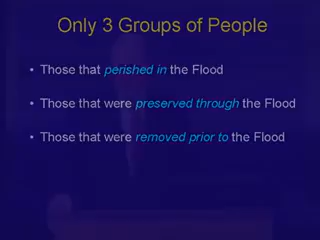 Only 3 Groups of People
• Those that perished in the Flood
• Those that were preserved through the Flood
• Those that were removed prior to the Flood